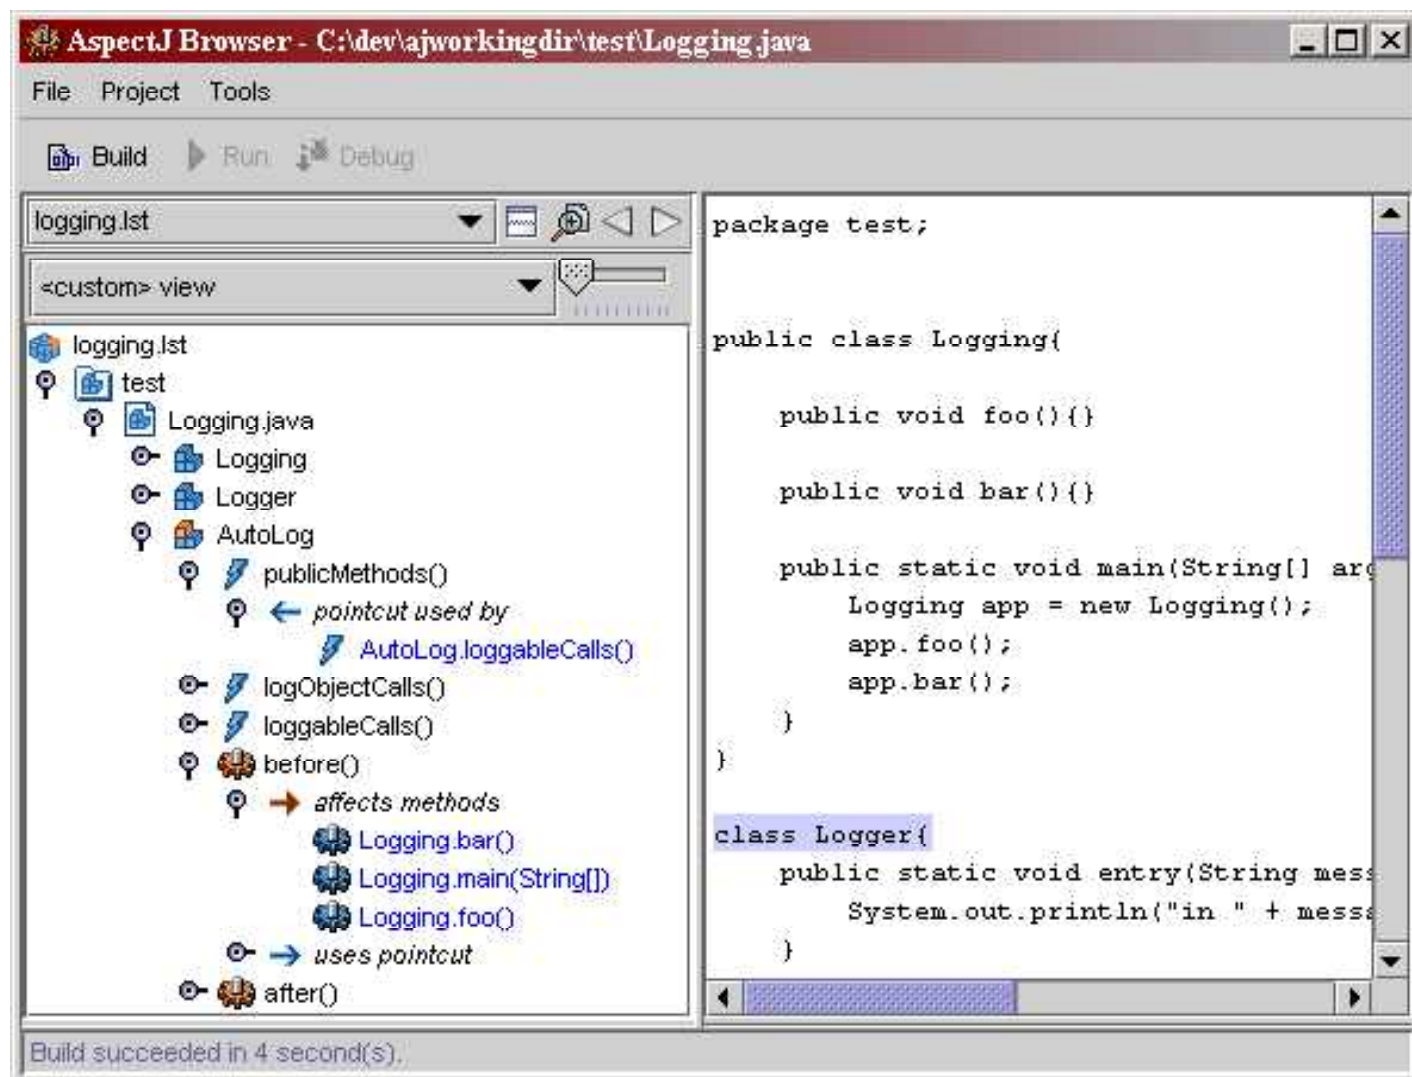 AspectJ Browser - C:\dev\ajworkingdir\test\Logging.java
File Project Tools
Build Run Debug
logging.lst
<custom> view
logging.lst
test
Logging.java
Logging
Logger
AutoLog
publicMethods()
pointcut used by
AutoLog.loggableCalls()
logObjectCalls()
loggableCalls()
before()
affects methods
Logging.bar()
Logging.main(String[])
Logging.foo()
uses pointcut
after()
package test;
public class Logging{
public void foo(){}
public void bar(){}
public static void main(String[] arg
Logging app = new Logging();
app.foo();
app.bar();
}
}
class Logger{
public static void entry(String mess
System.out.println("in " + messa
}
Build succeeded in 4 second(s).